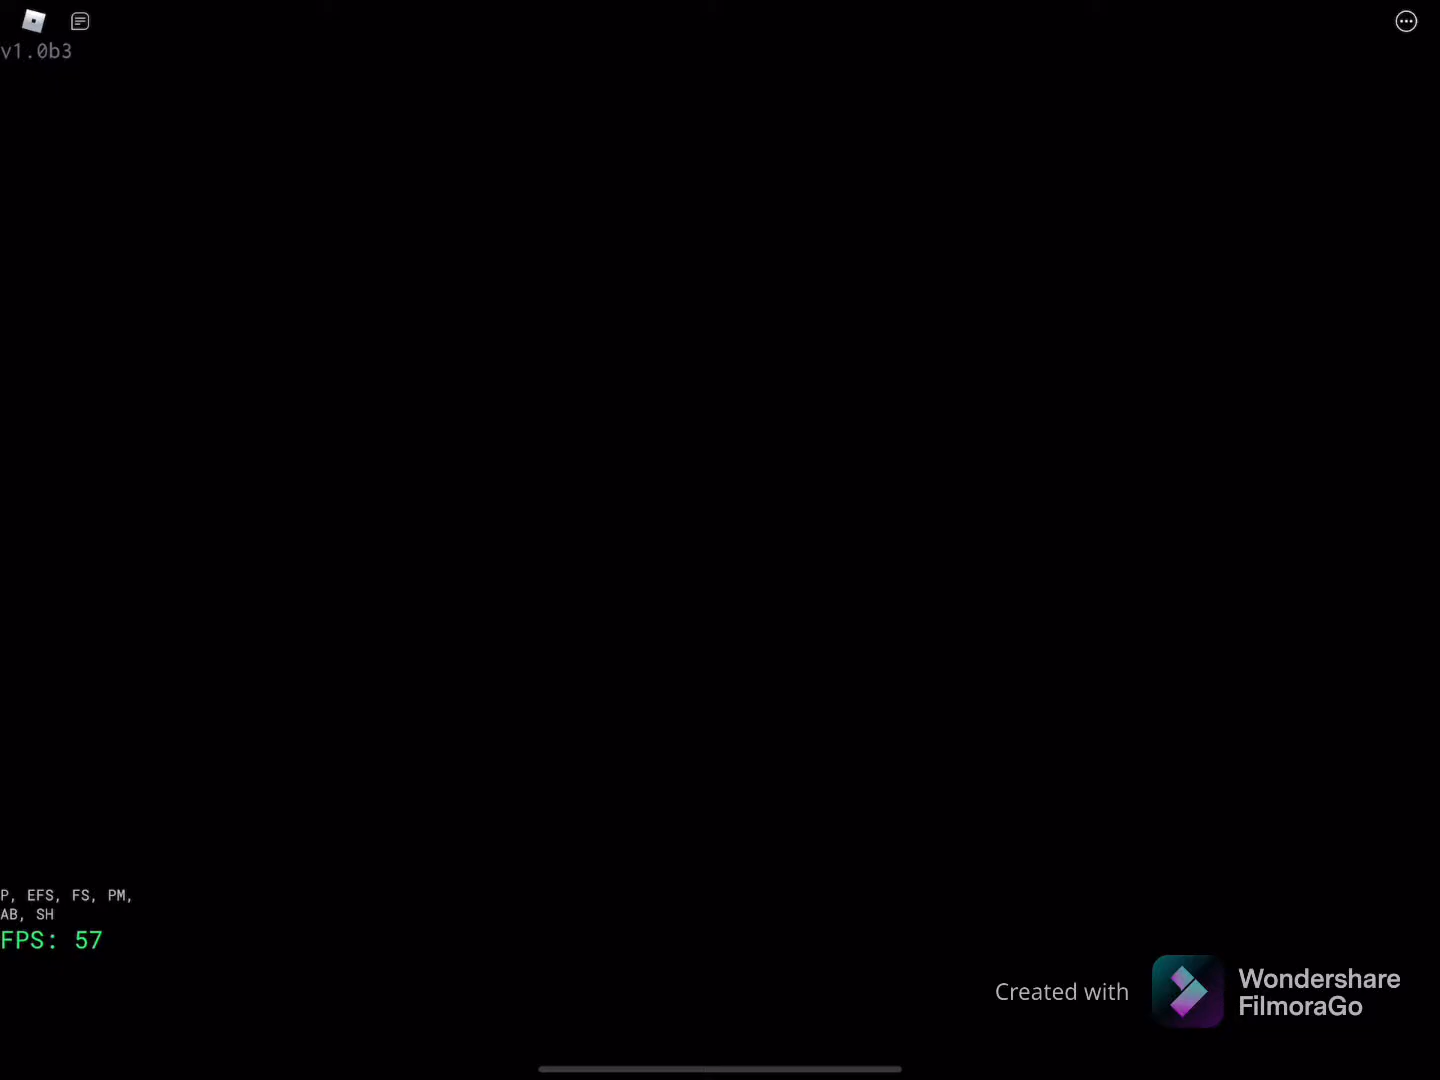 v1.0b3
P, EFS, FS, PM,
AB, SH
FPS: 57
Created with
Wondershare
FilmoraGo